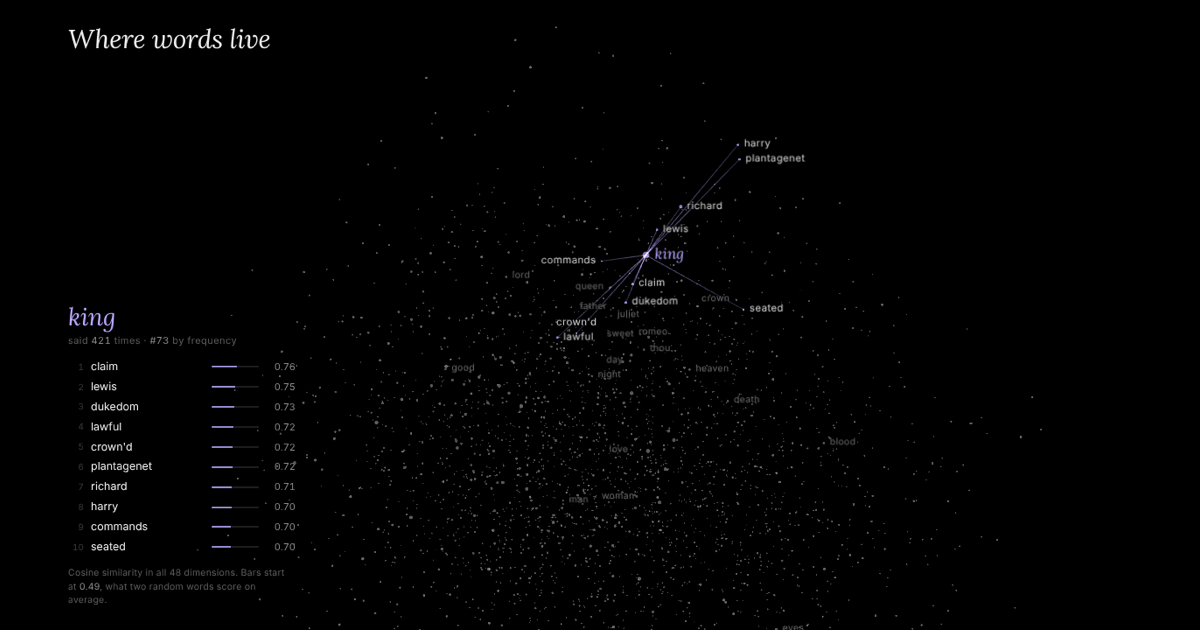 Where words live
harry
plantagenet
richard
lewis
king
commands
lord
claim
queen
crown
dukedom
father
seated
juliet
crown'd
sweet romeo
lawful
thou
day
good
heaven
night
death
blood
love
man
woman
eyes
king
said 421 times · #73 by frequency
1 claim 0.76
2 lewis 0.75
3 dukedom 0.73
4 lawful 0.72
5 crown'd 0.72
6 plantagenet 0.72
7 richard 0.71
8 harry 0.70
9 commands 0.70
10 seated 0.70
Cosine similarity in all 48 dimensions. Bars start
at 0.49, what two random words score on
average.